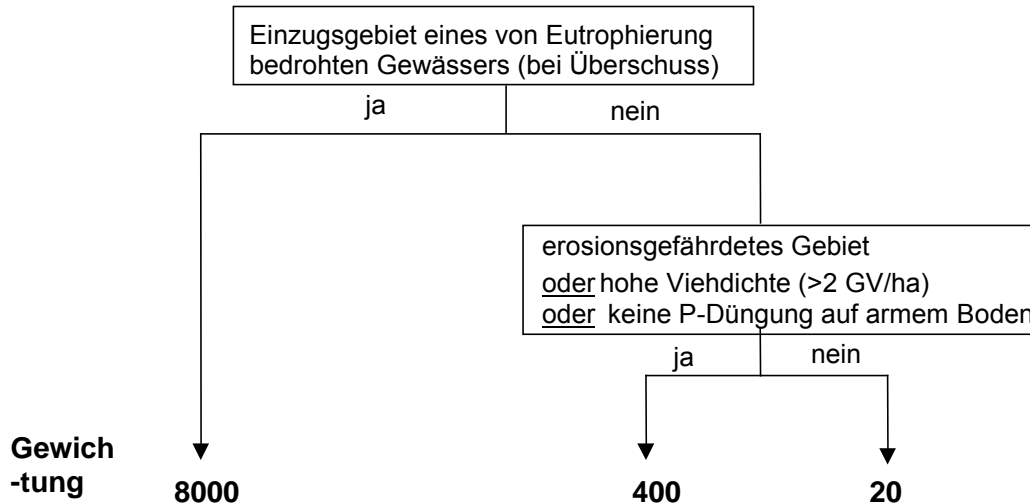 Einzugsgebiet eines von Eutrophierung
bedrohten Gewässers (bei Überschuss)
ja
nein
erosionsgefährdetes Gebiet
oder hohe Viehdichte (>2 GV/ha)
oder keine P-Düngung auf armem Boden
ja
nein
Gewich
-tung
8000
400
20